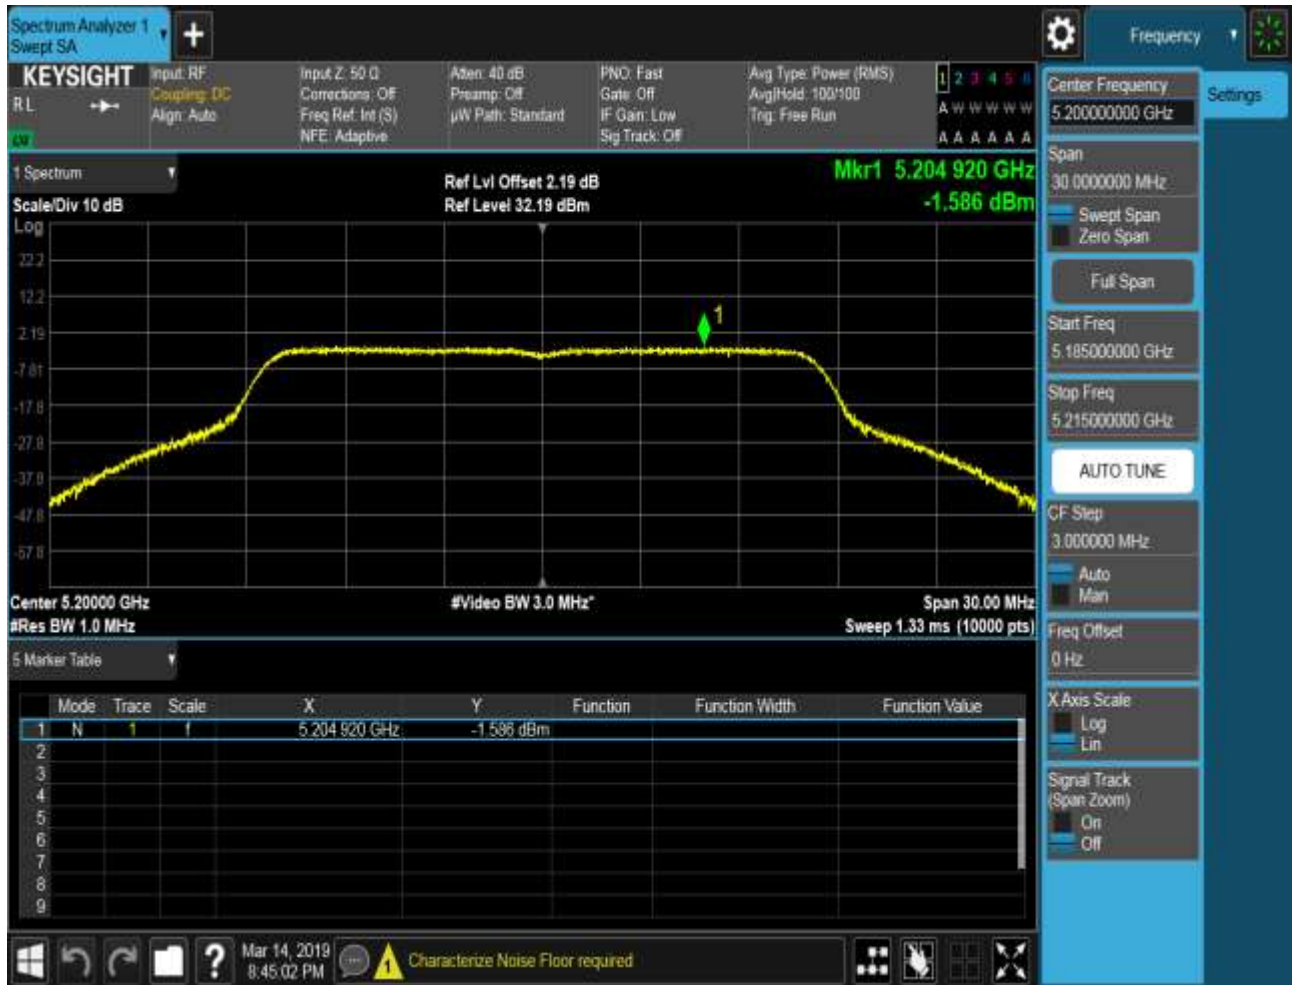 Spectrum Analyzer 1
Swept SA
Frequency
KEYSIGHT
RL
Input: RF
Coupling: DC
Align: Auto
Input Z: 50 Ω
Corrections: Off
Freq Ref: Int (S)
NFE: Adaptive
Atten: 40 dB
Preamp: Off
µW Path: Standard
PNO: Fast
Gate: Off
IF Gain: Low
Sig Track: Off
Avg Type: Power (RMS)
Avg|Hold: 100/100
Trig: Free Run
1 2 3 4 5 6
A W W W W W
A A A A A A
1 Spectrum
Scale/Div 10 dB
Ref Lvl Offset 2.19 dB
Ref Level 32.19 dBm
Mkr1 5.204 920 GHz
-1.586 dBm
Log
22.2
12.2
2.19
-7.81
-17.8
-27.8
-37.8
-47.8
-57.8
1
Center 5.20000 GHz
#Video BW 3.0 MHz*
Span 30.00 MHz
#Res BW 1.0 MHz
Sweep 1.33 ms (10000 pts)
5 Marker Table
Mode Trace Scale X Y Function Function Width Function Value
1 N 1 f 5.204 920 GHz -1.586 dBm
2
3
4
5
6
7
8
9
Mar 14, 2019
8:45:02 PM
?
1
Characterize Noise Floor required
Center Frequency
5.200000000 GHz
Settings
Span
30.0000000 MHz
Swept Span
Zero Span
Full Span
Start Freq
5.185000000 GHz
Stop Freq
5.215000000 GHz
AUTO TUNE
CF Step
3.000000 MHz
Auto
Man
Freq Offset
0 Hz
X Axis Scale
Log
Lin
Signal Track
(Span Zoom)
On
Off